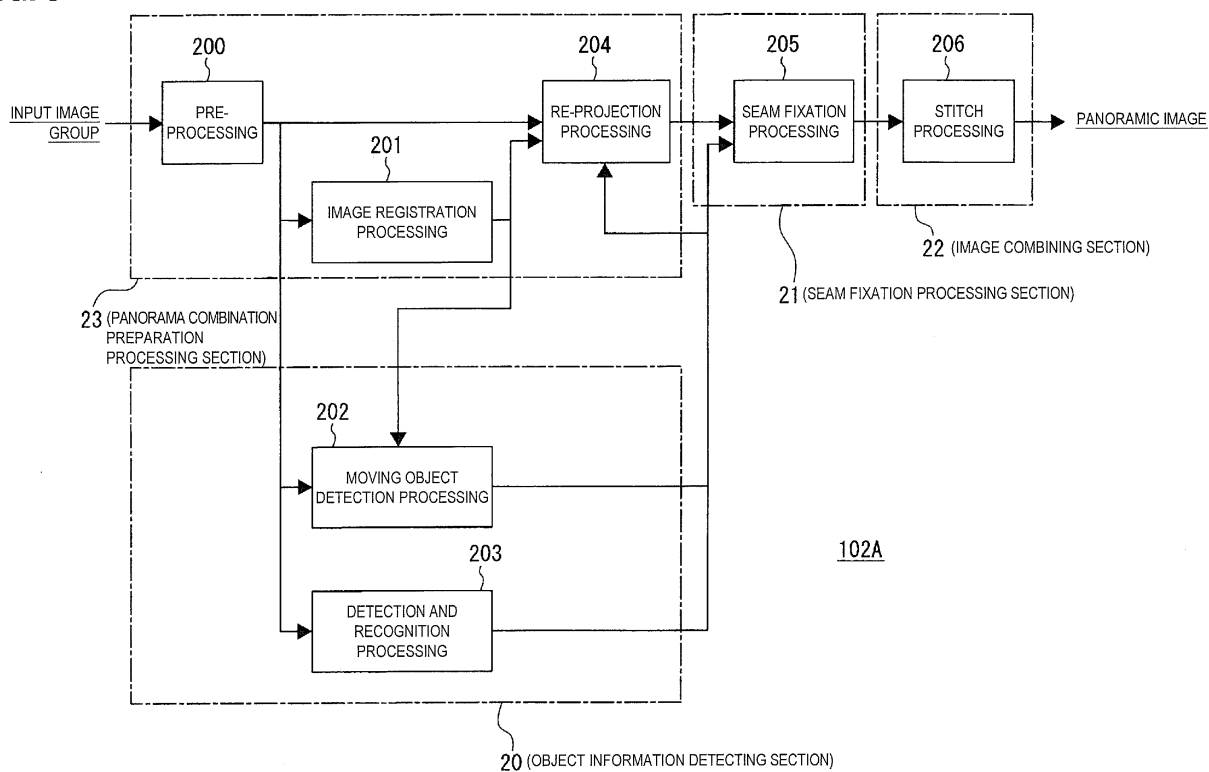 200
204
205
206
INPUT IMAGE
GROUP
PRE-
PROCESSING
RE-PROJECTION
PROCESSING
SEAM FIXATION
PROCESSING
STITCH
PROCESSING
PANORAMIC IMAGE
201
IMAGE REGISTRATION
PROCESSING
22 (IMAGE COMBINING SECTION)
21 (SEAM FIXATION PROCESSING SECTION)
23 (PANORAMA COMBINATION
PREPARATION
PROCESSING SECTION)
202
MOVING OBJECT
DETECTION PROCESSING
203
102A
DETECTION AND
RECOGNITION
PROCESSING
20 (OBJECT INFORMATION DETECTING SECTION)